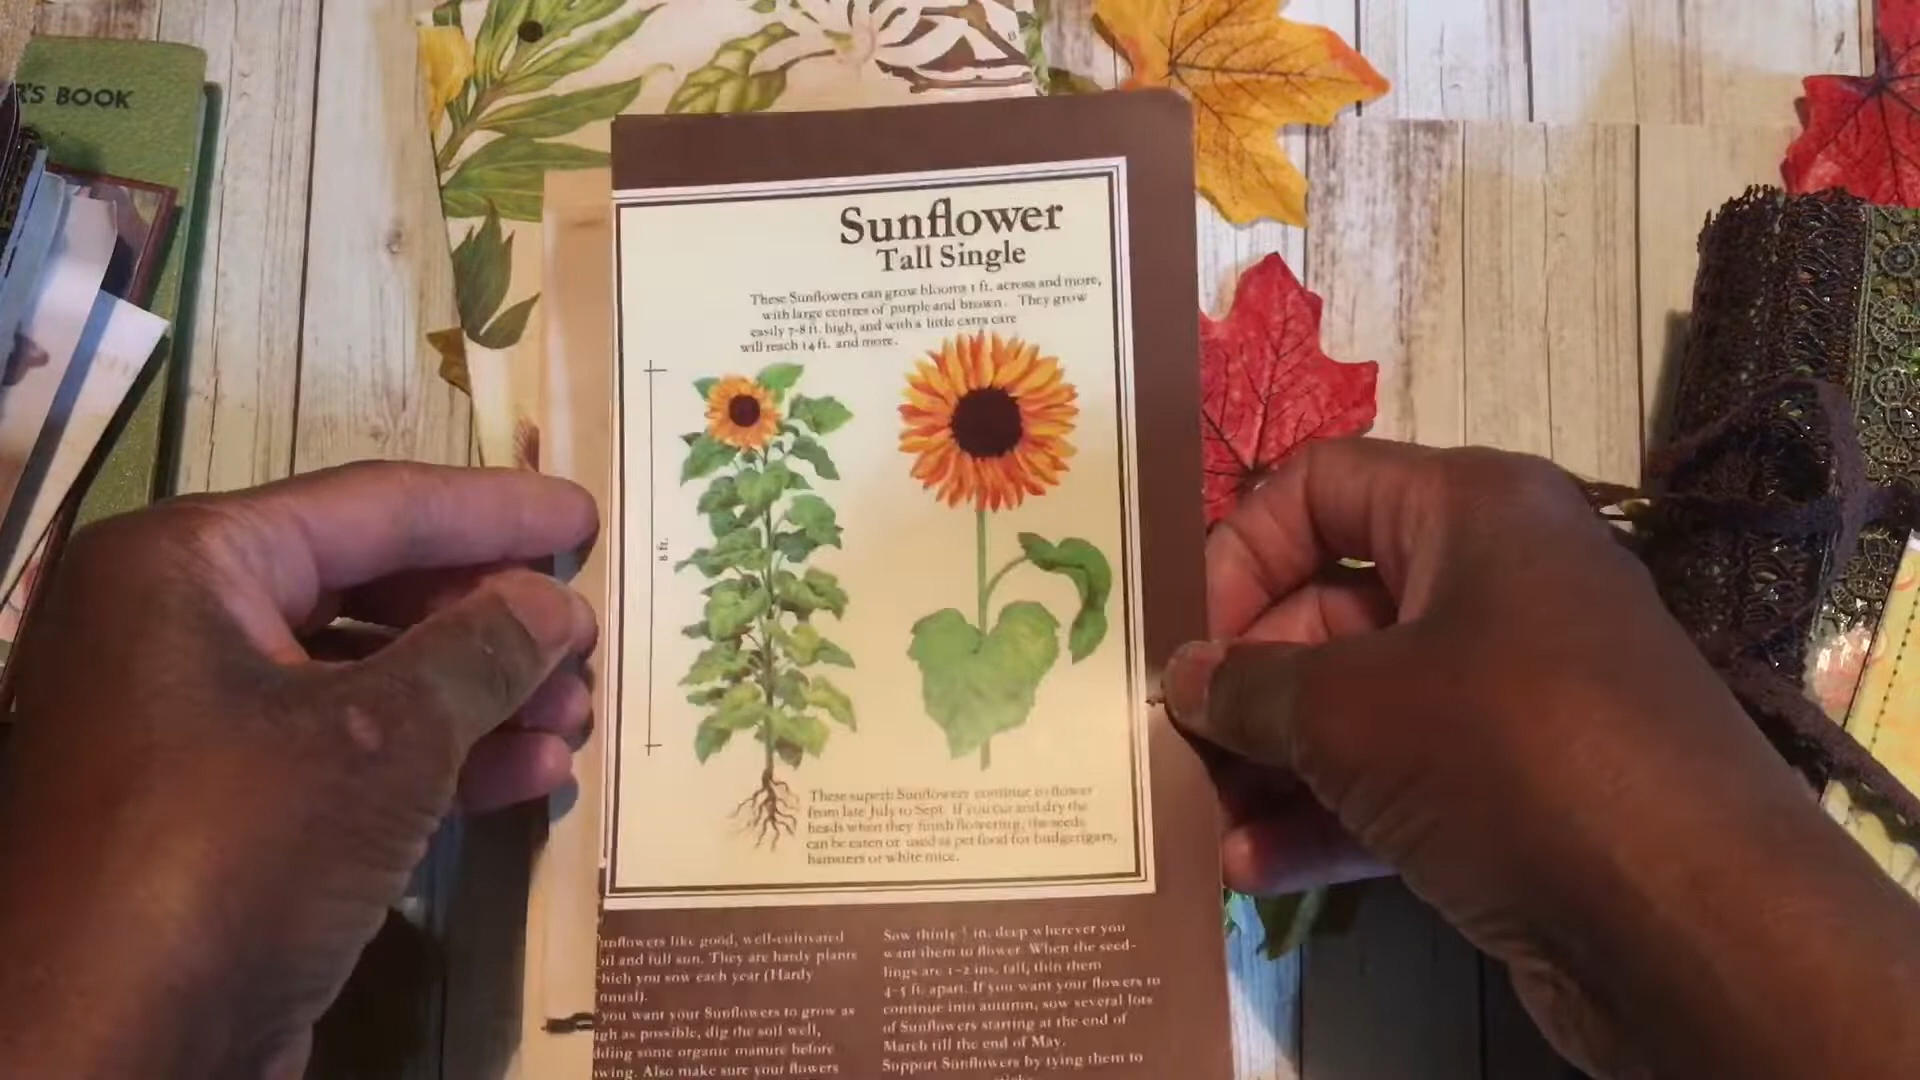 R'S BOOK
Sunflower
Tall Single
These Sunflowers can grow blooms 1 ft. across and more,
with large centres of purple and brown. They grow
easily 7-8 ft. high, and with a little extra care
will reach 14 ft. and more.
8 ft.
These superb Sunflowers continue to flower
from late July to Sept. If you cut and dry the
heads when they finish flowering, the seeds
can be eaten or used as pet food for budgerigars,
hamsters or white mice.
unflowers like good, well-cultivated
oil and full sun. They are hardy plants
hich you sow each year (Hardy
nnual).
you want your Sunflowers to grow as
igh as possible, dig the soil well,
dding some organic manure before
owing. Also make sure your flowers
Sow thinly in. deep wherever you
want them to flower. When the seed-
lings are 1-2 ins. tall, thin them
4-5 ft. apart. If you want your flowers to
continue into autumn, sow several lots
of Sunflowers starting at the end of
March till the end of May.
Support Sunflowers by tying them to